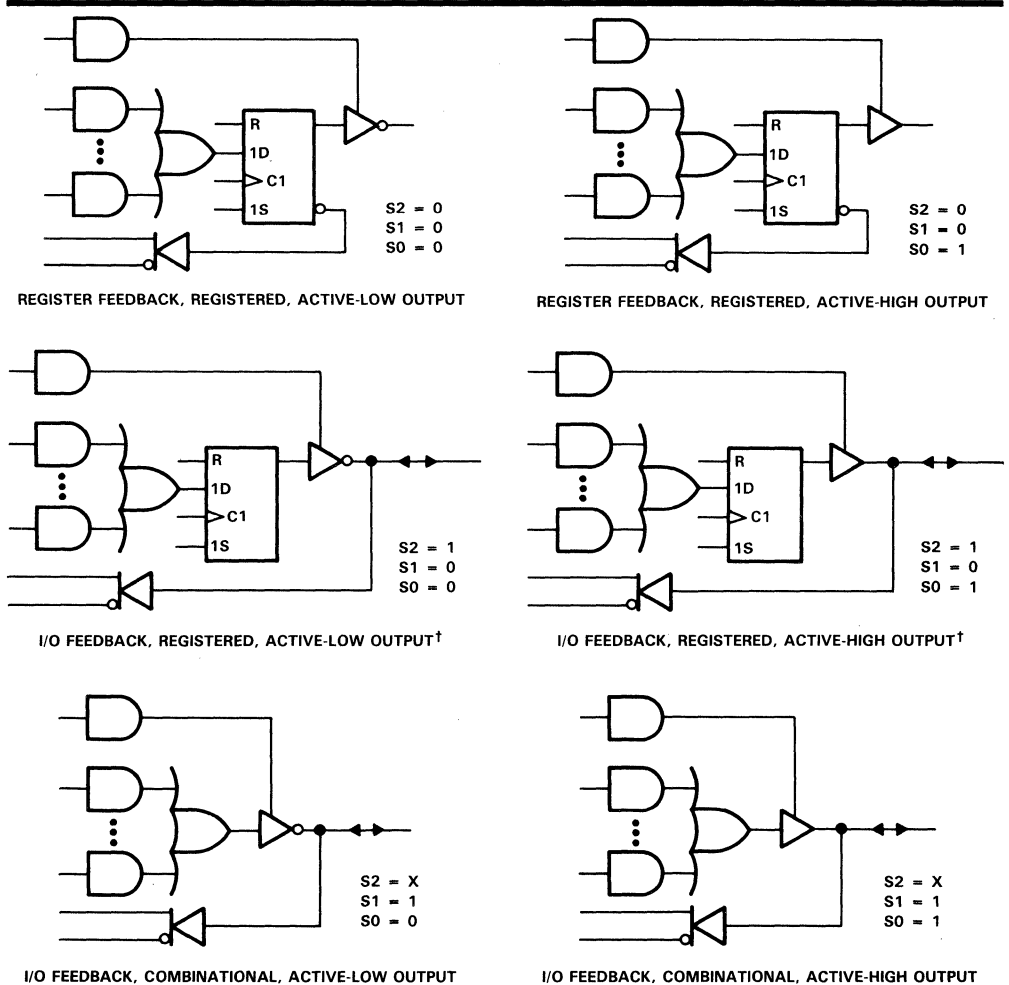 R
1D
C1
1S
S2 = 0
S1 = 0
S0 = 0
REGISTER FEEDBACK, REGISTERED, ACTIVE-LOW OUTPUT
R
1D
C1
1S
S2 = 0
S1 = 0
S0 = 1
REGISTER FEEDBACK, REGISTERED, ACTIVE-HIGH OUTPUT
R
1D
C1
1S
S2 = 1
S1 = 0
S0 = 0
I/O FEEDBACK, REGISTERED, ACTIVE-LOW OUTPUT†
R
1D
C1
1S
S2 = 1
S1 = 0
S0 = 1
I/O FEEDBACK, REGISTERED, ACTIVE-HIGH OUTPUT†
S2 = X
S1 = 1
S0 = 0
I/O FEEDBACK, COMBINATIONAL, ACTIVE-LOW OUTPUT
S2 = X
S1 = 1
S0 = 1
I/O FEEDBACK, COMBINATIONAL, ACTIVE-HIGH OUTPUT